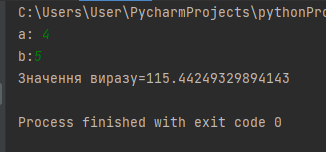 C:\Users\User\PycharmProjects\pythonPro
a: 4
b:5
Значення виразу=115.44249329894143
Process finished with exit code 0